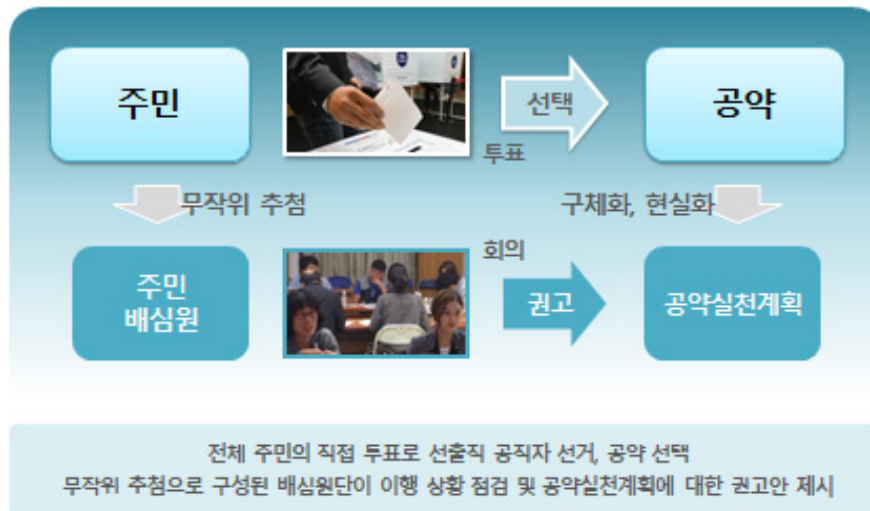 주민
선택
공약
투표
무작위 추첨
구체화, 현실화
회의
주민
배심원
권고
공약실천계획
전체 주민의 직접 투표로 선출직 공직자 선거, 공약 선택
무작위 추첨으로 구성된 배심원단이 이행 상황 점검 및 공약실천계획에 대한 권고안 제시